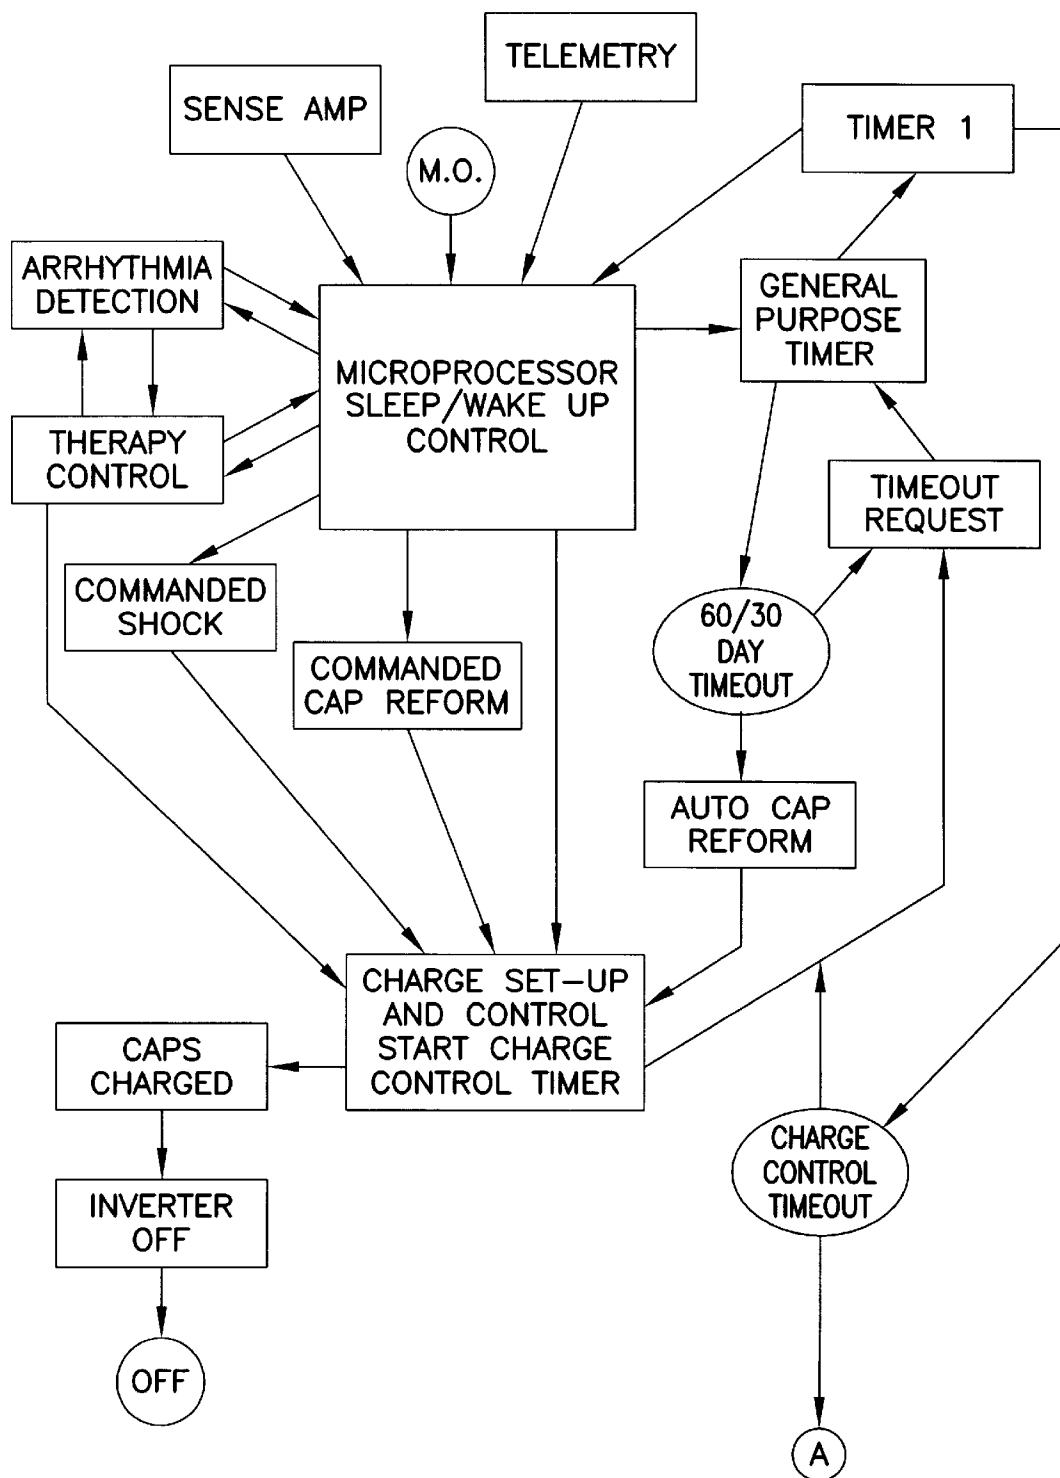 TELEMETRY
SENSE AMP
TIMER 1
M.O.
ARRHYTHMIA
DETECTION
GENERAL
PURPOSE
TIMER
MICROPROCESSOR
SLEEP/WAKE UP
CONTROL
THERAPY
CONTROL
TIMEOUT
REQUEST
COMMANDED
SHOCK
60/30
DAY
TIMEOUT
COMMANDED
CAP REFORM
AUTO CAP
REFORM
CHARGE SET-UP
AND CONTROL
START CHARGE
CONTROL TIMER
CAPS
CHARGED
CHARGE
CONTROL
TIMEOUT
INVERTER
OFF
OFF
A